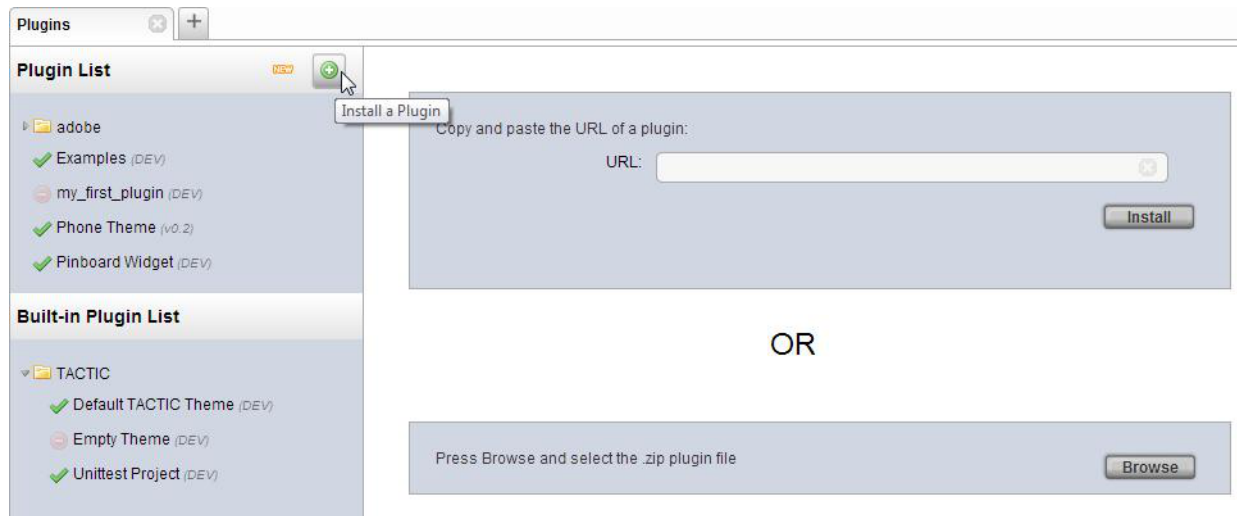 Plugins
+
Plugin List NEW
Install a Plugin
adobe
Examples (DEV)
my_first_plugin (DEV)
Phone Theme (v0.2)
Pinboard Widget (DEV)
Built-in Plugin List
TACTIC
Default TACTIC Theme (DEV)
Empty Theme (DEV)
Unittest Project (DEV)
Copy and paste the URL of a plugin:
URL:
Install
OR
Press Browse and select the .zip plugin file
Browse